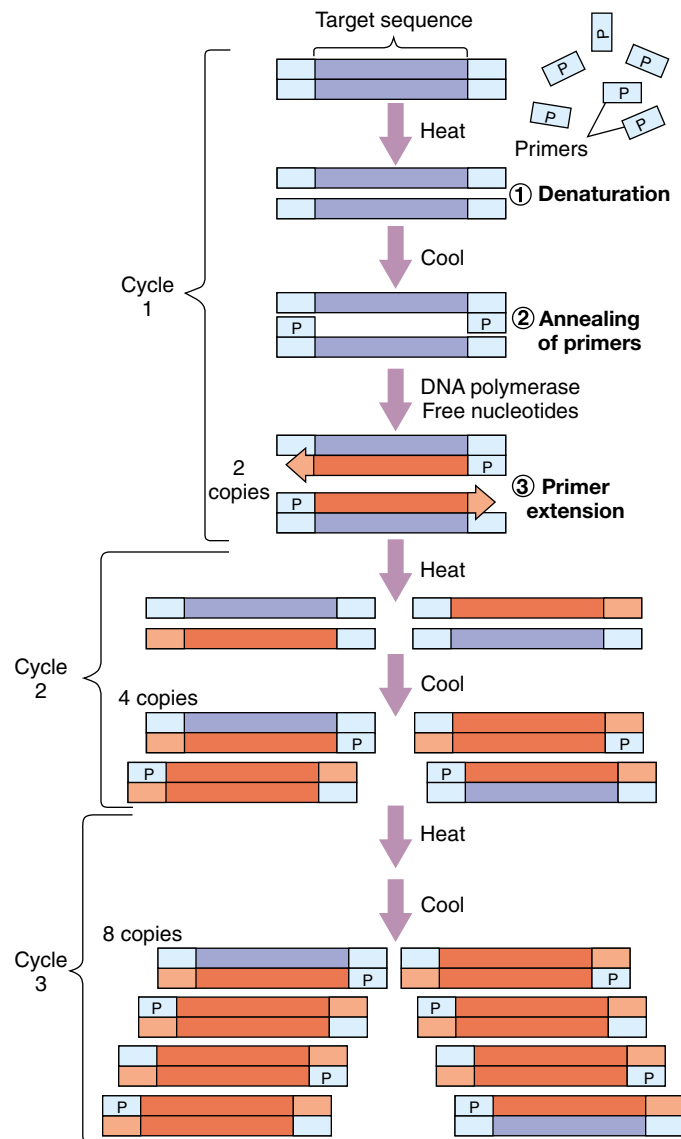 Target sequence
P
P
P
P
P
P
Primers
Heat
① Denaturation
Cool
Cycle
1
P
P
② Annealing
of primers
DNA polymerase
Free nucleotides
2
copies
P
P
③ Primer
extension
Heat
Cycle
2
Cool
4 copies
P
P
P
P
Heat
Cool
8 copies
Cycle
3
P
P
P
P
P
P
P
P